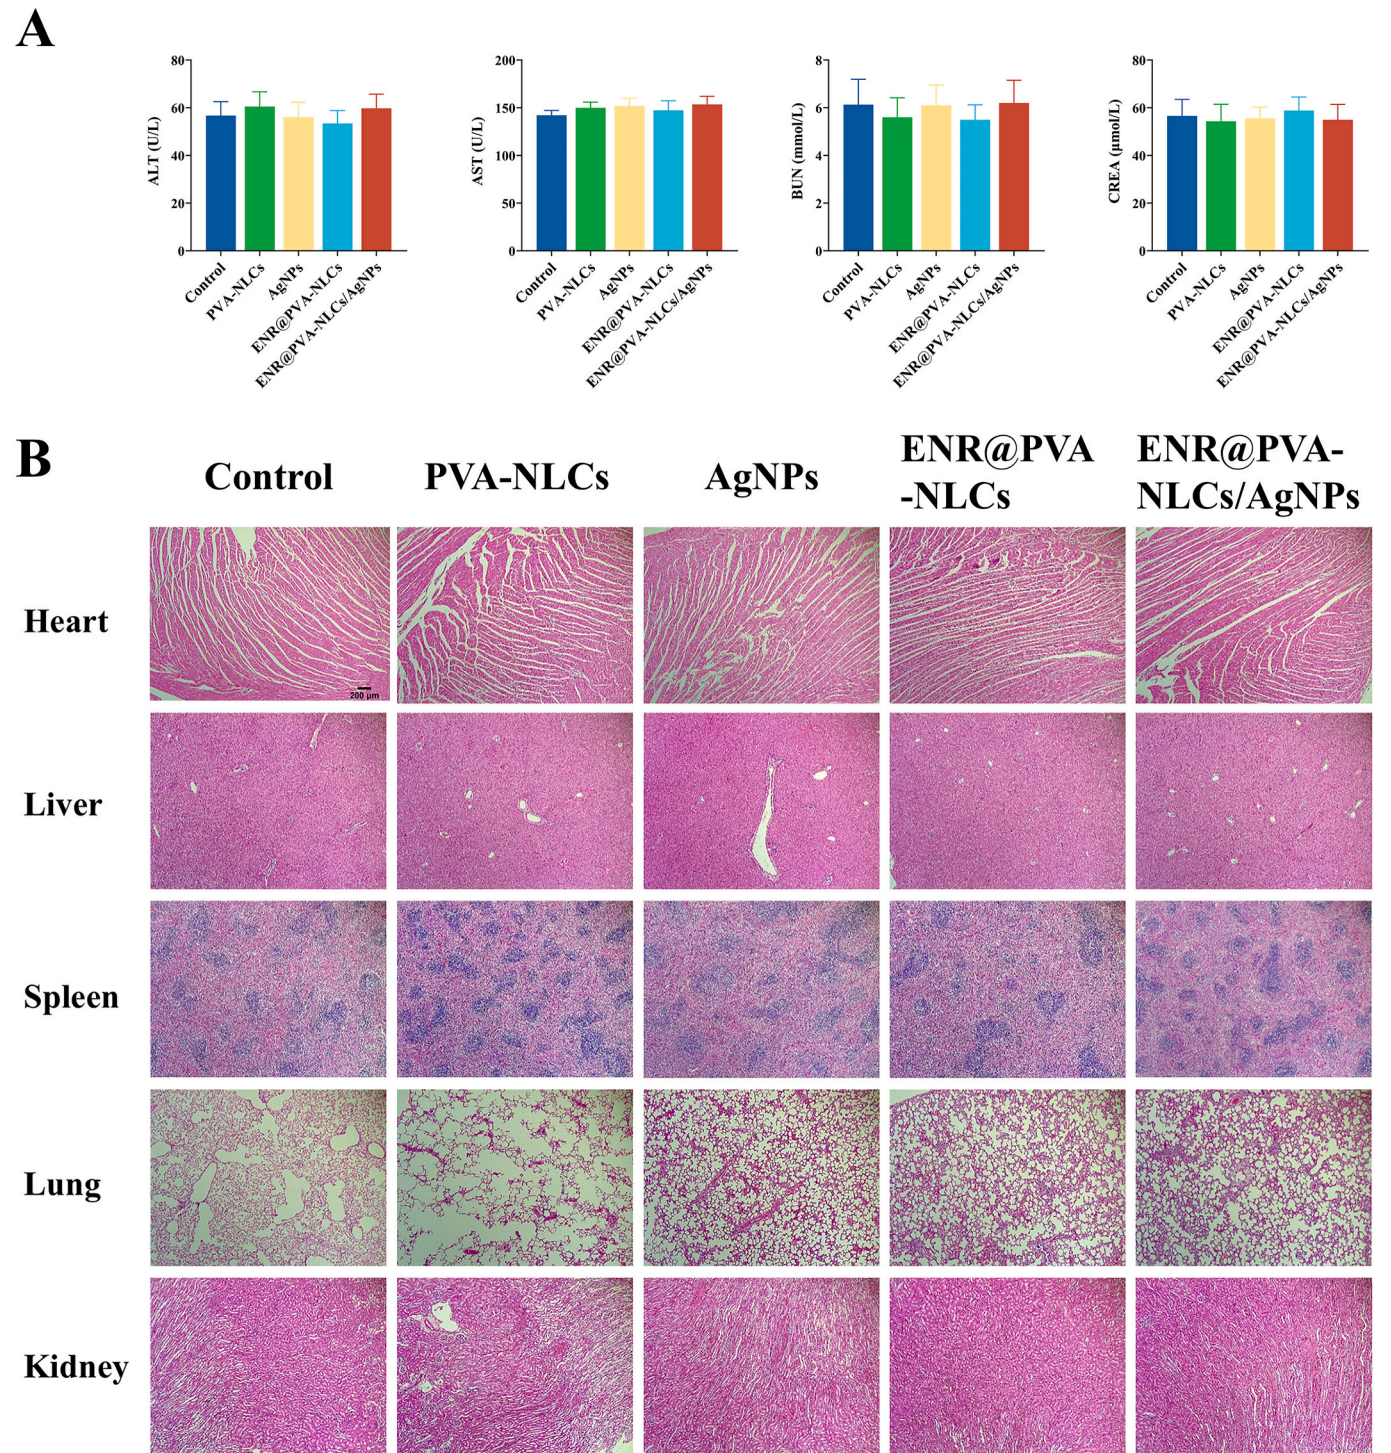 A
ALT (U/L)
80
60
40
20
0
Control
PVA-NLCs
AgNPs
ENR@PVA-NLCs
ENR@PVA-NLCs/AgNPs
AST (U/L)
200
150
100
50
0
Control
PVA-NLCs
AgNPs
ENR@PVA-NLCs
ENR@PVA-NLCs/AgNPs
BUN (mmol/L)
8
6
4
2
0
Control
PVA-NLCs
AgNPs
ENR@PVA-NLCs
ENR@PVA-NLCs/AgNPs
CREA (μmol/L)
80
60
40
20
0
Control
PVA-NLCs
AgNPs
ENR@PVA-NLCs
ENR@PVA-NLCs/AgNPs
B
Control
PVA-NLCs
AgNPs
ENR@PVA
-NLCs
ENR@PVA-
NLCs/AgNPs
Heart
200 μm
Liver
Spleen
Lung
Kidney